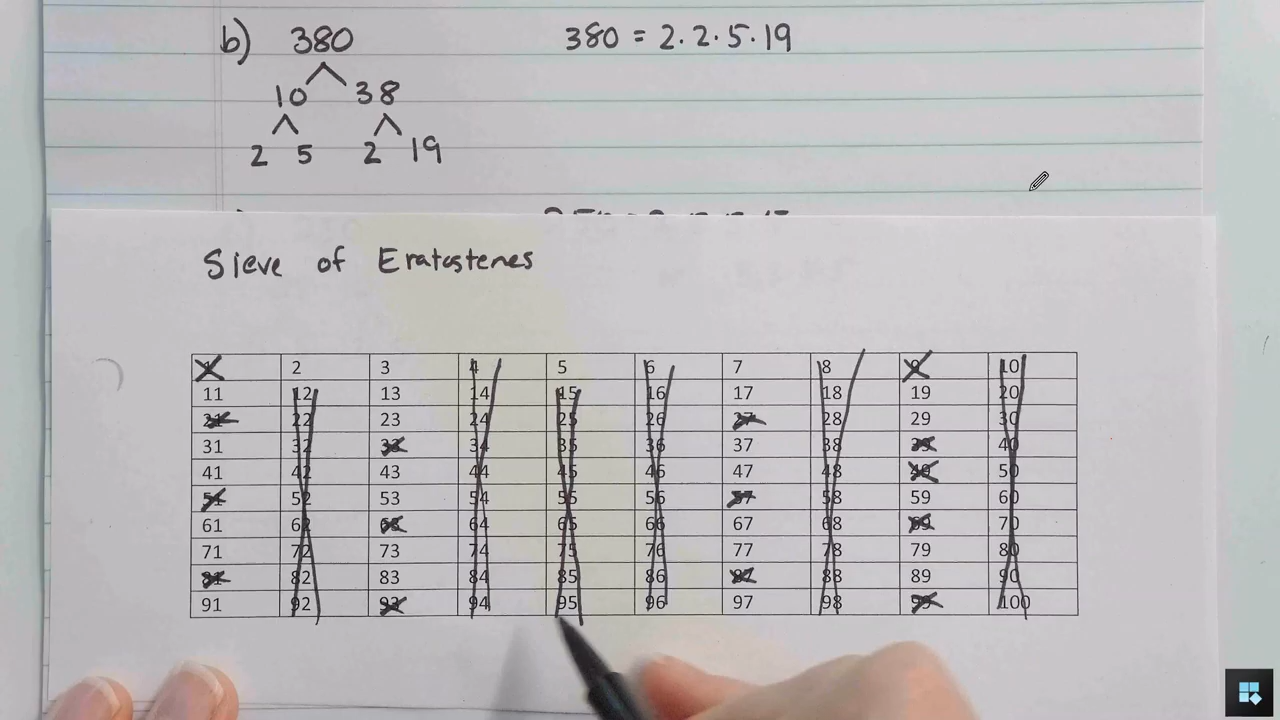 b) 380 380 = 2·2·5·19
10 38
2 5 2 19
Sieve of Eratostenes
2 3 4 5 6 7 8 9 10
11 12 13 14 15 16 17 18 19 20
21 22 23 24 25 26 27 28 29 30
31 32 33 34 35 36 37 38 39 40
41 42 43 44 45 46 47 48 49 50
51 52 53 54 55 56 57 58 59 60
61 62 63 64 65 66 67 68 69 70
71 72 73 74 75 76 77 78 79 80
81 82 83 84 85 86 87 88 89 90
91 92 93 94 95 96 97 98 99 100